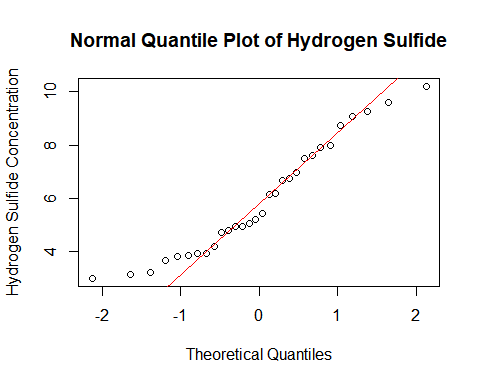 Normal Quantile Plot of Hydrogen Sulfide
Hydrogen Sulfide Concentration
10
8
6
4
-2 -1 0 1 2
Theoretical Quantiles